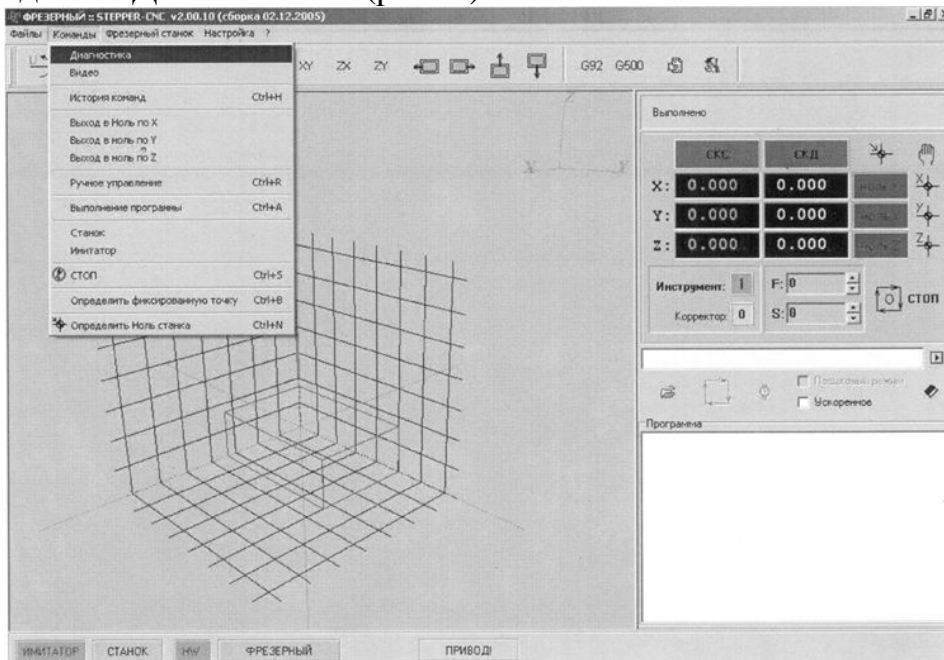 ФРЕЗЕРНЫЙ :: STEPPER-CNC v2.00.10 (сборка 02.12.2005)
Файлы Команды Фрезерный станок Настройка ?
Диагностика
Видео
История команд Ctrl+H
Выход в Ноль по X
Выход в ноль по Y
Выход в ноль по Z
Ручное управление Ctrl+R
Выполнение программы Ctrl+A
Станок
Имитатор
СТОП Ctrl+S
Определить фиксированную точку Ctrl+B
Определить Ноль станка Ctrl+N
XY ZX ZY G92 G500
Z
X Y
Выполнено
СКС СКД
X: 0.000 0.000 X
Y: 0.000 0.000 Y
Z: 0.000 0.000 Z
Инструмент: 1 F: 0
Корректор: 0 S: 0
СТОП
Ускоренное
Программа
ИМИТАТОР СТАНОК HW ФРЕЗЕРНЫЙ ПРИВОД!